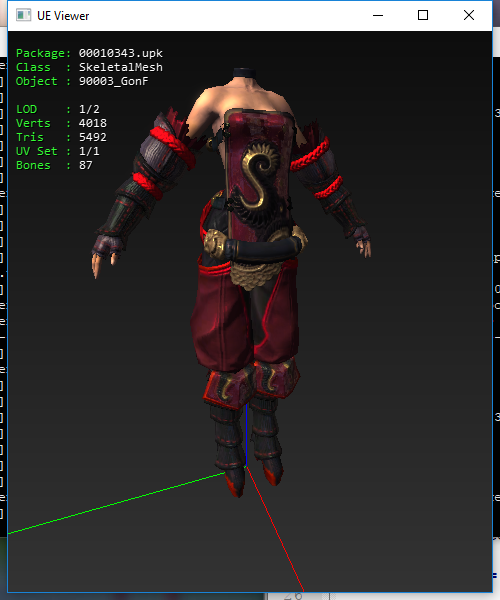 UE Viewer
Package: 00010343.upk
Class : SkeletalMesh
Object : 90003_GonF
LOD : 1/2
Verts : 4018
Tris : 5492
UV Set : 1/1
Bones : 87